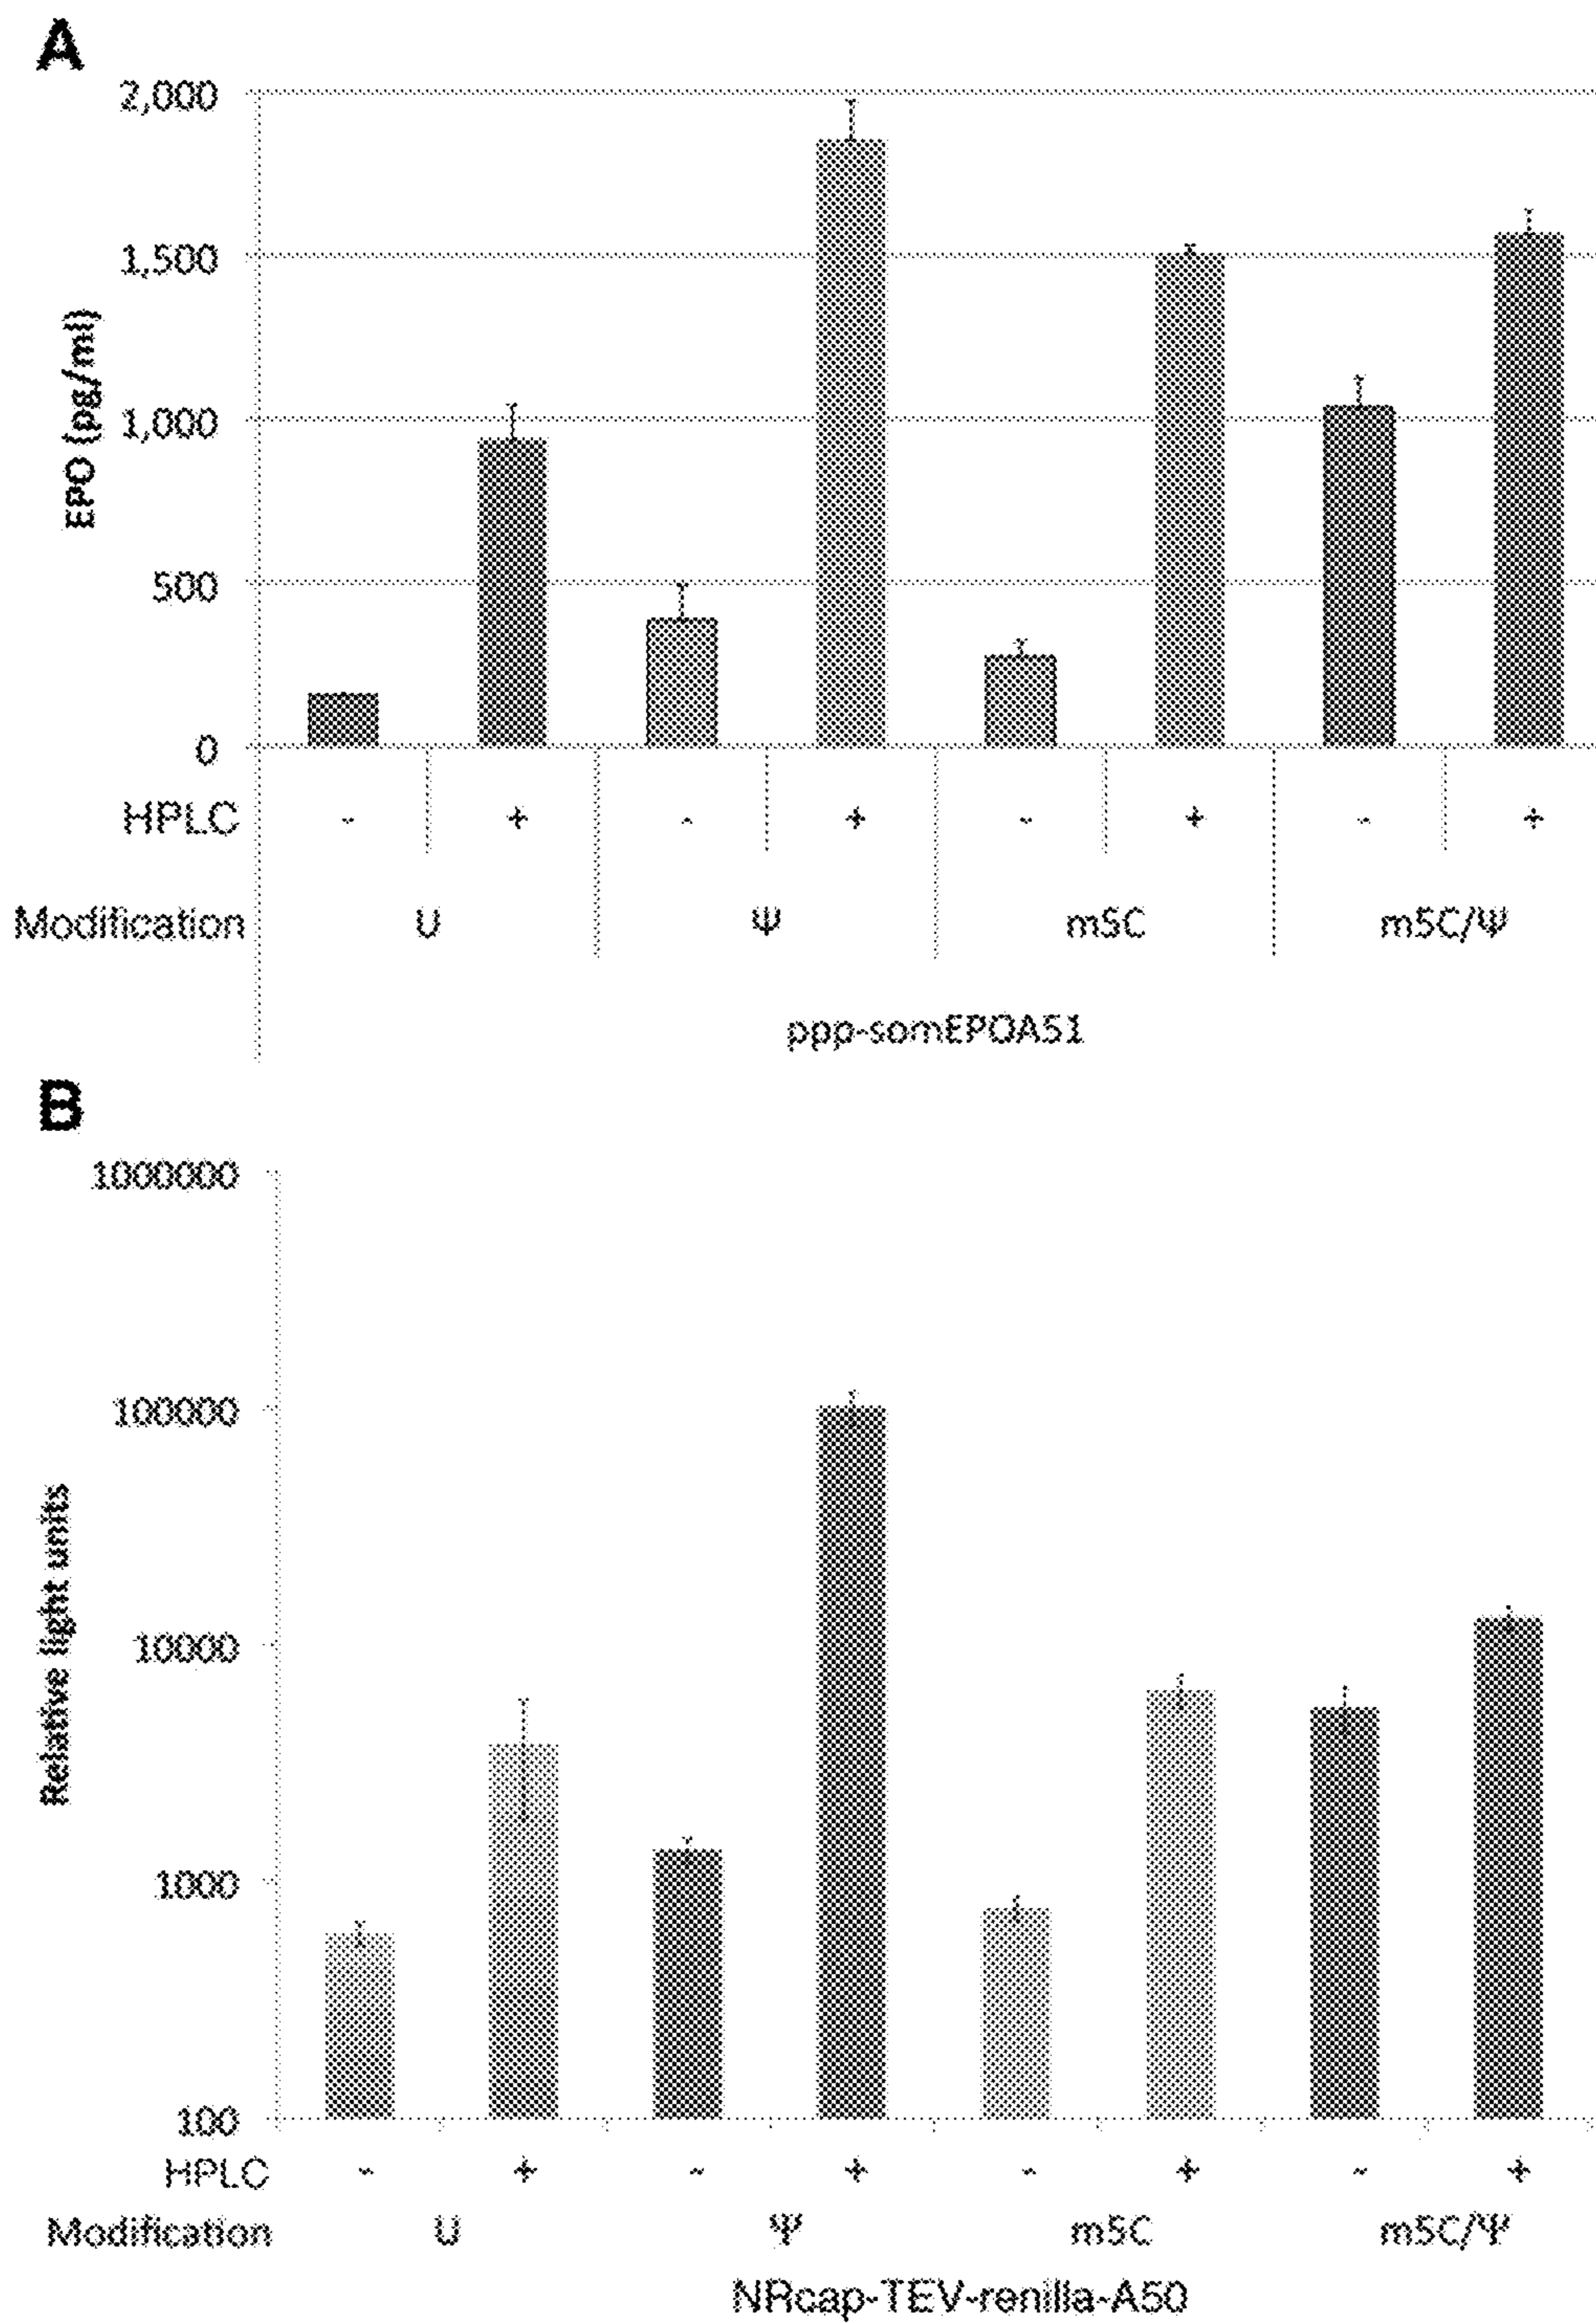 A
2,000
1,500
1,000
500
0
EPO (pg/ml)
HPLC - + - + - + - +
Modification U Ψ m5C m5C/Ψ
ppp-somEPOA51
B
1000000
100000
10000
1000
100
Relative light units
HPLC - + - + - + - +
Modification U Ψ m5C m5C/Ψ
NRcap-TEV-renilla-A50